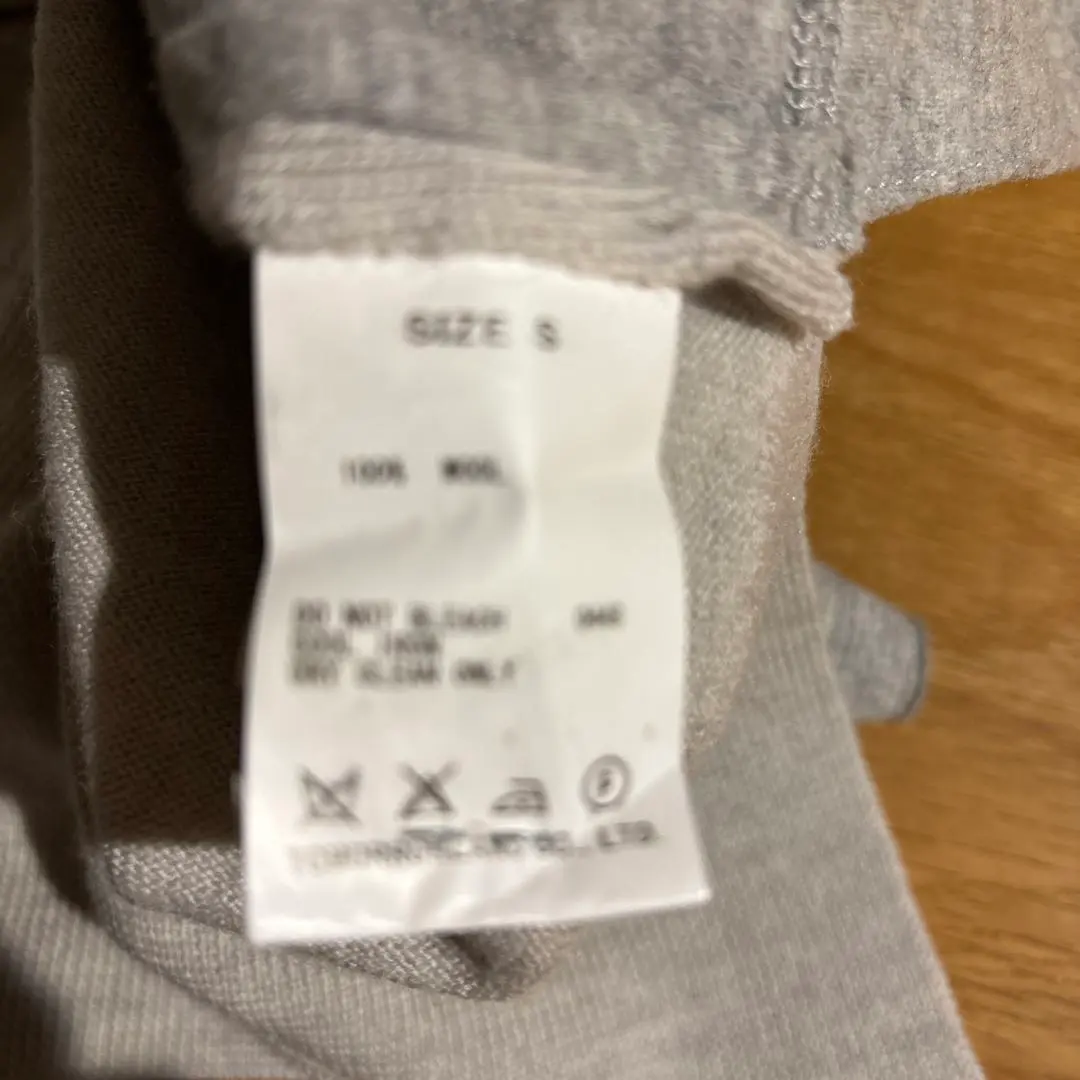 SIZE S
100% WOOL
DO NOT BLEACH
COOL IRON
DRY CLEAN ONLY
F
CO., LTD.